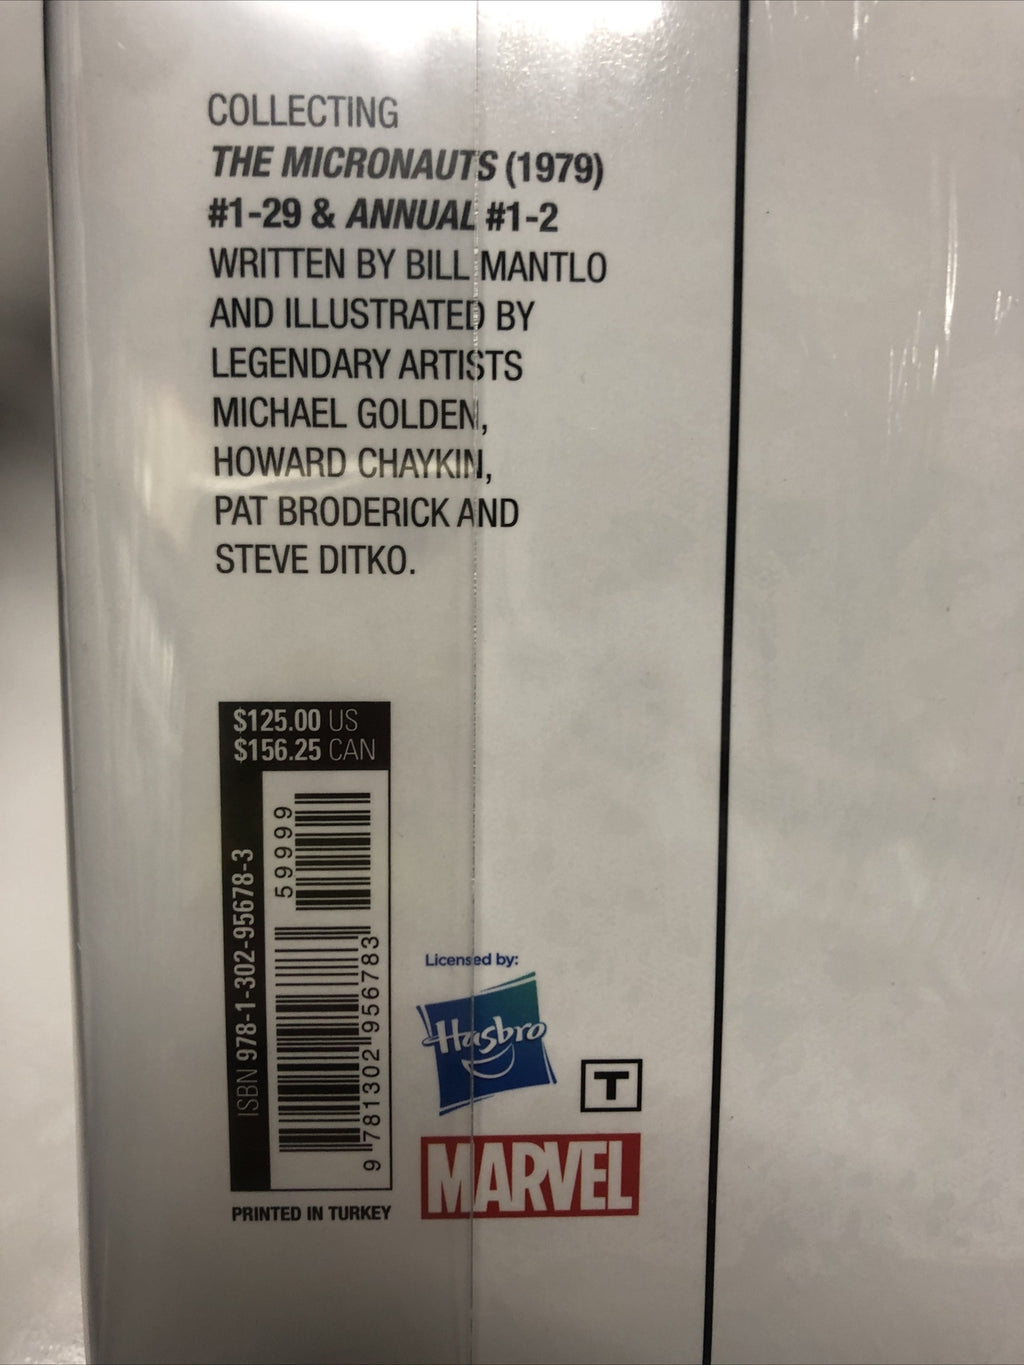 COLLECTING
THE MICRONAUTS (1979)
#1-29 & ANNUAL #1-2
WRITTEN BY BILL MANTLO
AND ILLUSTRATED BY
LEGENDARY ARTISTS
MICHAEL GOLDEN,
HOWARD CHAYKIN,
PAT BRODERICK AND
STEVE DITKO.
$125.00 US
$156.25 CAN
59999
ISBN 978-1-302-95678-3
9 781302 956783
PRINTED IN TURKEY
Licensed by:
Hasbro
T
MARVEL